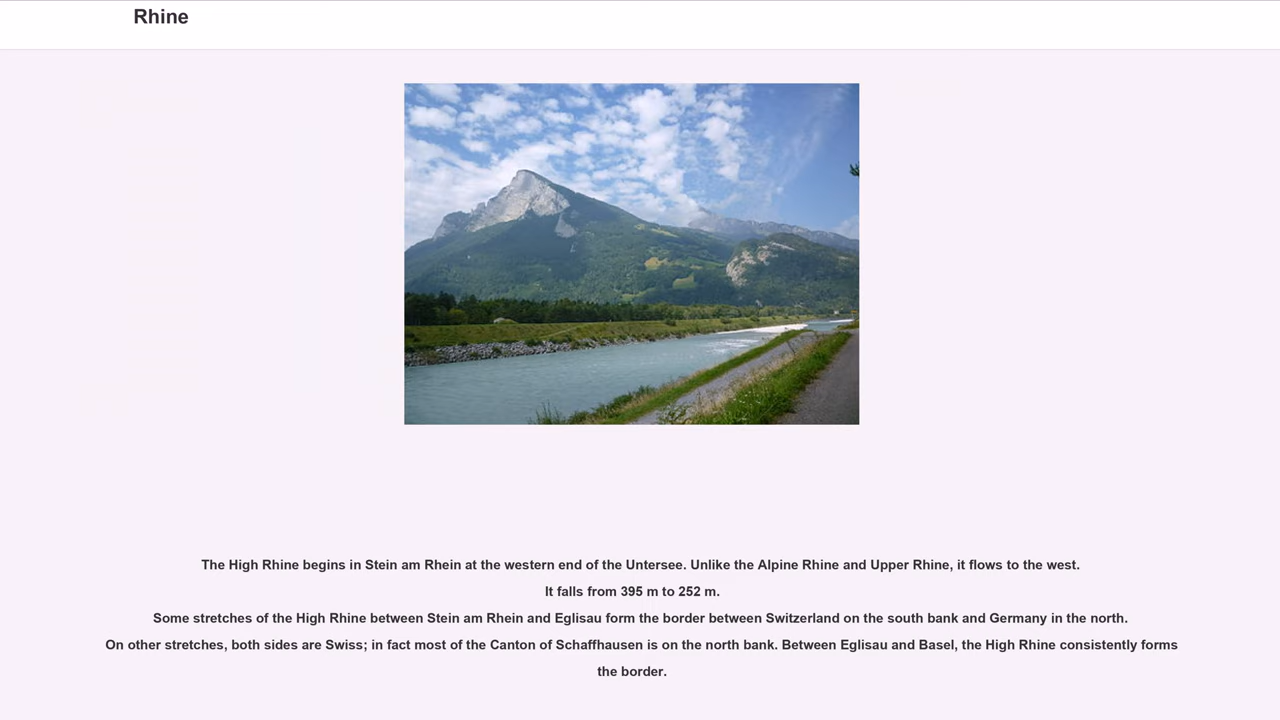 Rhine
The High Rhine begins in Stein am Rhein at the western end of the Untersee. Unlike the Alpine Rhine and Upper Rhine, it flows to the west.
It falls from 395 m to 252 m.
Some stretches of the High Rhine between Stein am Rhein and Eglisau form the border between Switzerland on the south bank and Germany in the north.
On other stretches, both sides are Swiss; in fact most of the Canton of Schaffhausen is on the north bank. Between Eglisau and Basel, the High Rhine consistently forms
the border.